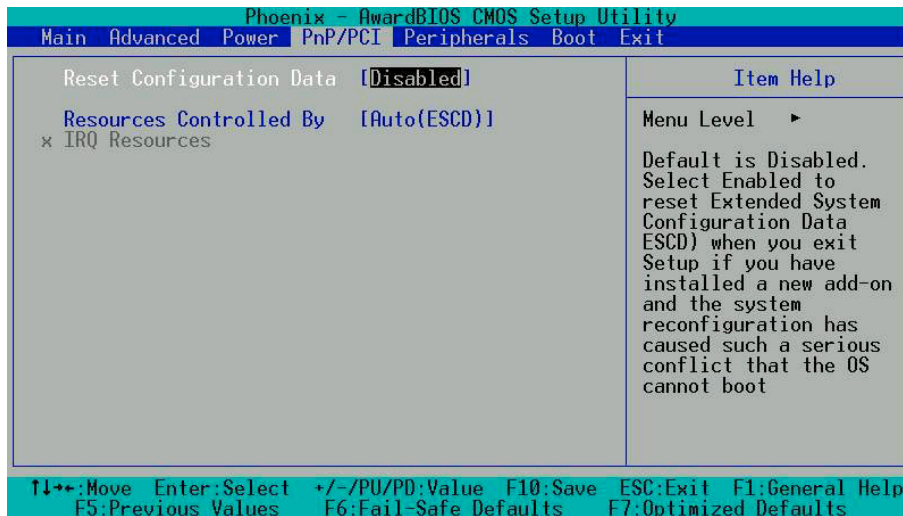 Phoenix - AwardBIOS CMOS Setup Utility
Main Advanced Power PnP/PCI Peripherals Boot Exit
Reset Configuration Data [Disabled]
Resources Controlled By [Auto(ESCD)]
x IRQ Resources
Item Help
Menu Level ►
Default is Disabled.
Select Enabled to
reset Extended System
Configuration Data
ESCD) when you exit
Setup if you have
installed a new add-on
and the system
reconfiguration has
caused such a serious
conflict that the OS
cannot boot
↑↓→←:Move Enter:Select +/-/PU/PD:Value F10:Save ESC:Exit F1:General Help
F5:Previous Values F6:Fail-Safe Defaults F7:Optimized Defaults